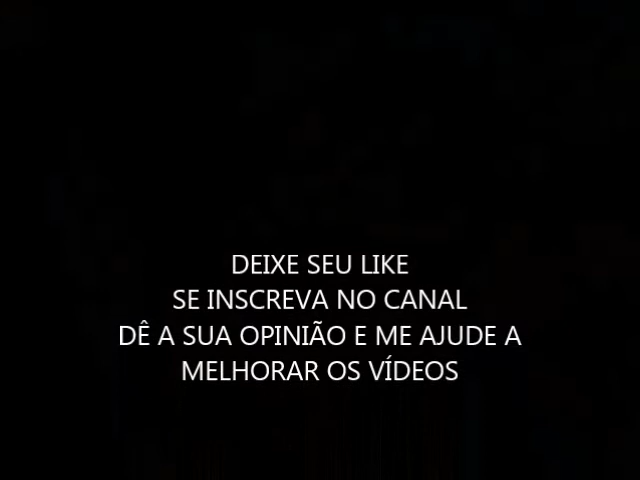 DEIXE SEU LIKE
SE INSCREVA NO CANAL
DÊ A SUA OPINIÃO E ME AJUDE A
MELHORAR OS VÍDEOS